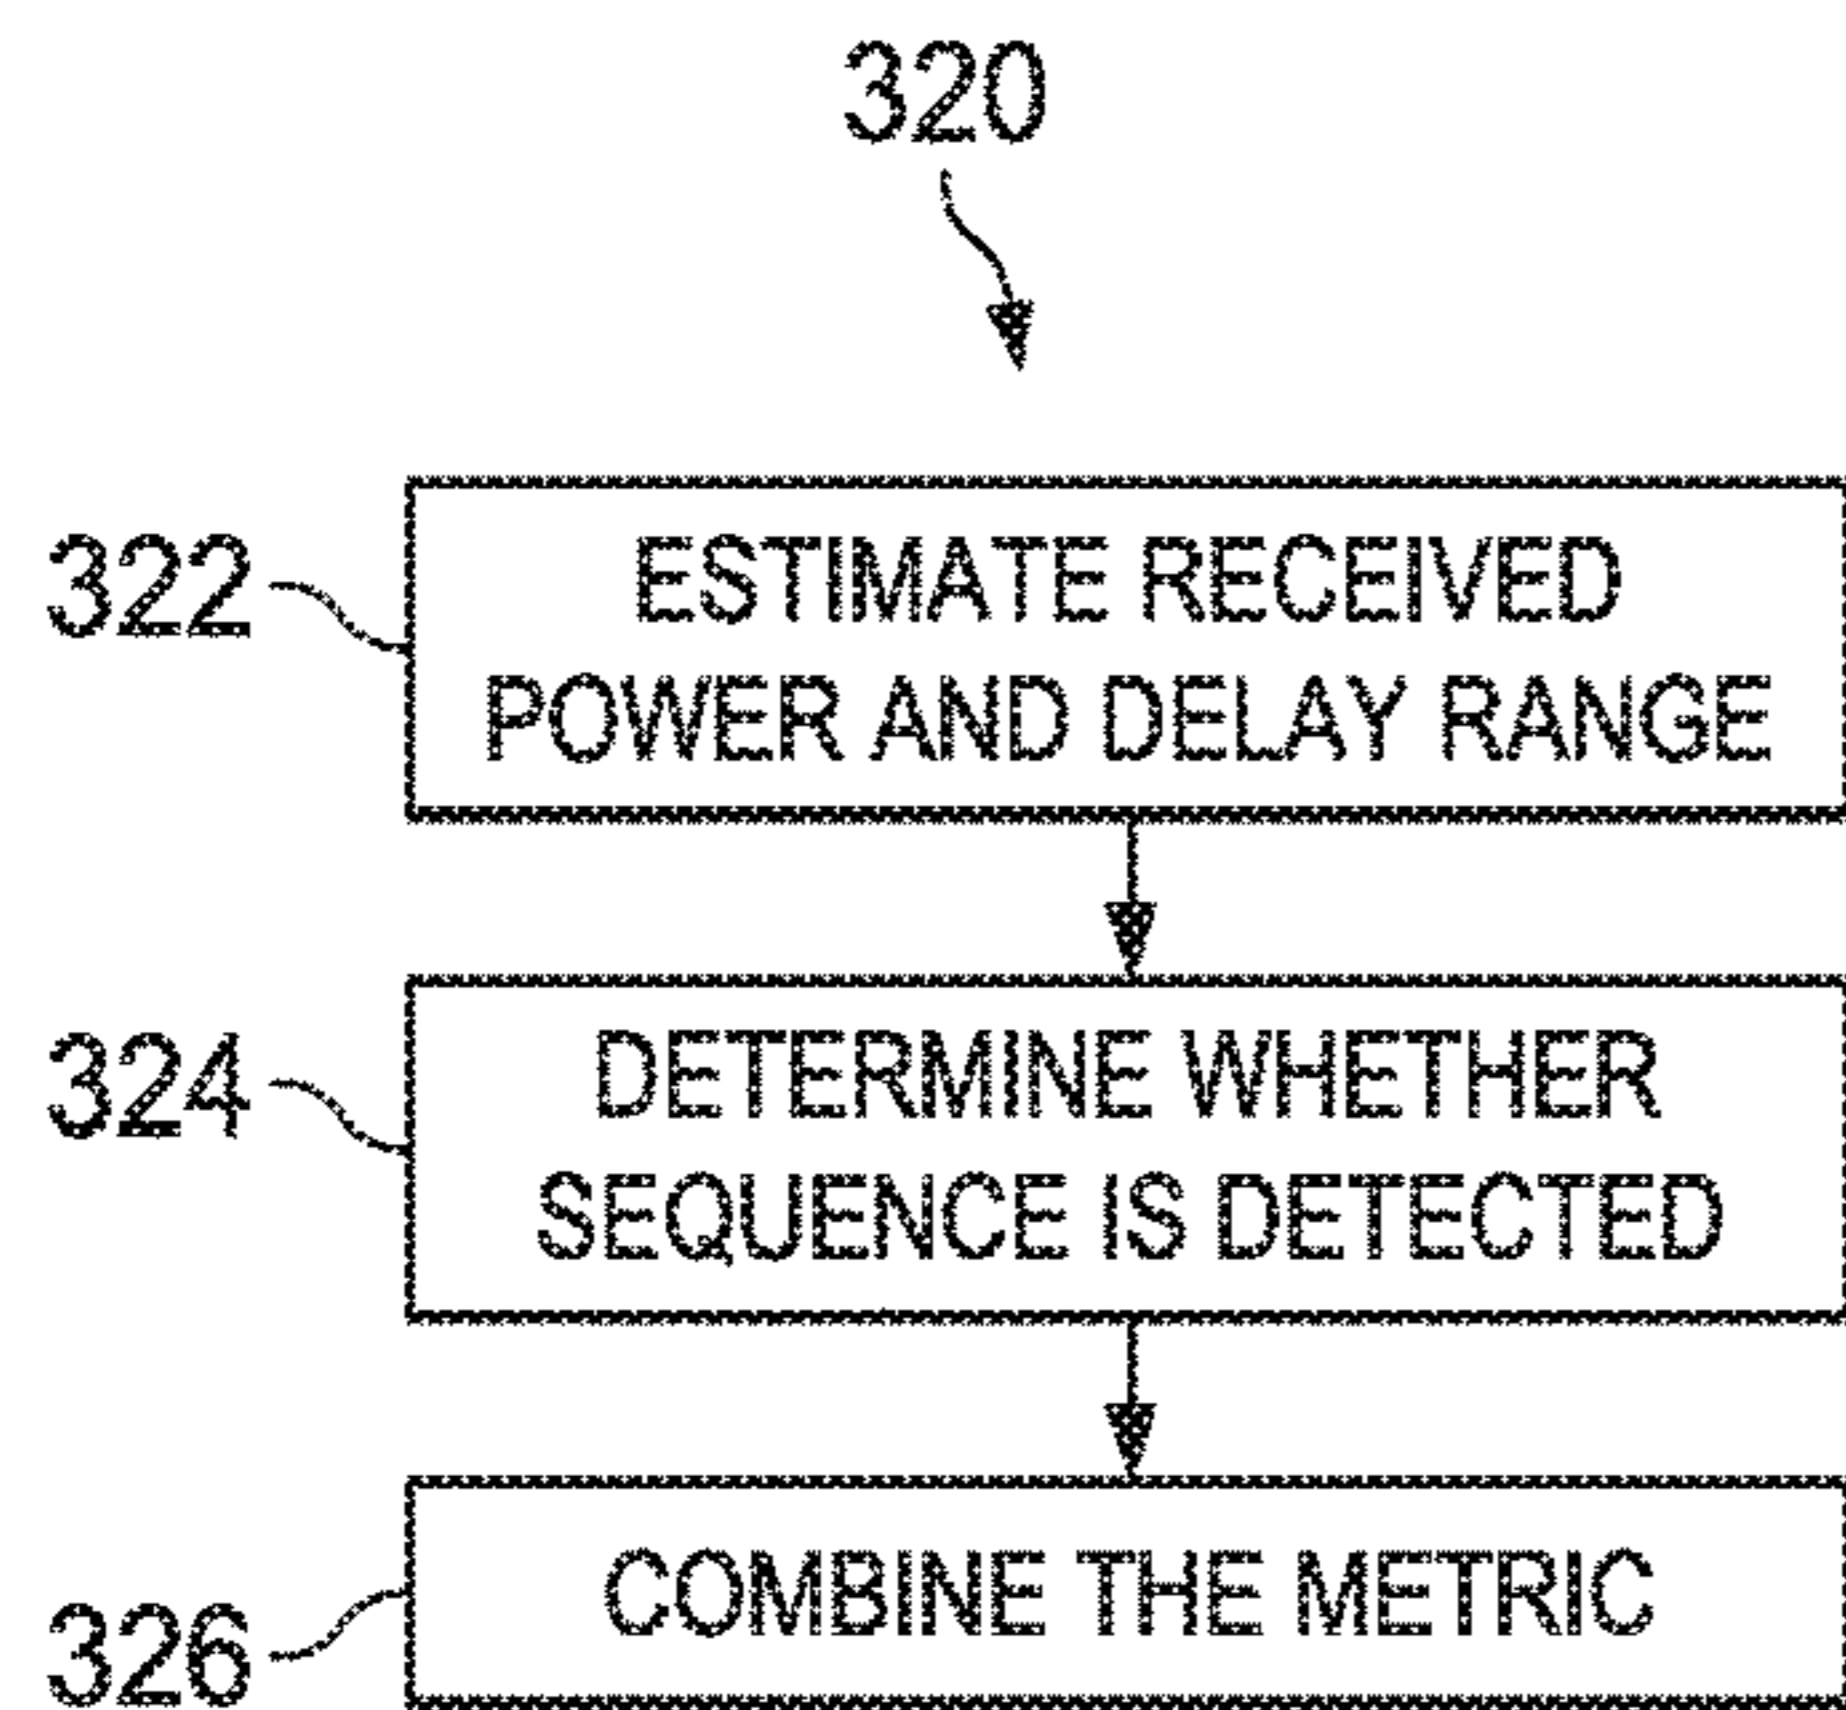 320
322
ESTIMATE RECEIVED
POWER AND DELAY RANGE
324
DETERMINE WHETHER
SEQUENCE IS DETECTED
326
COMBINE THE METRIC